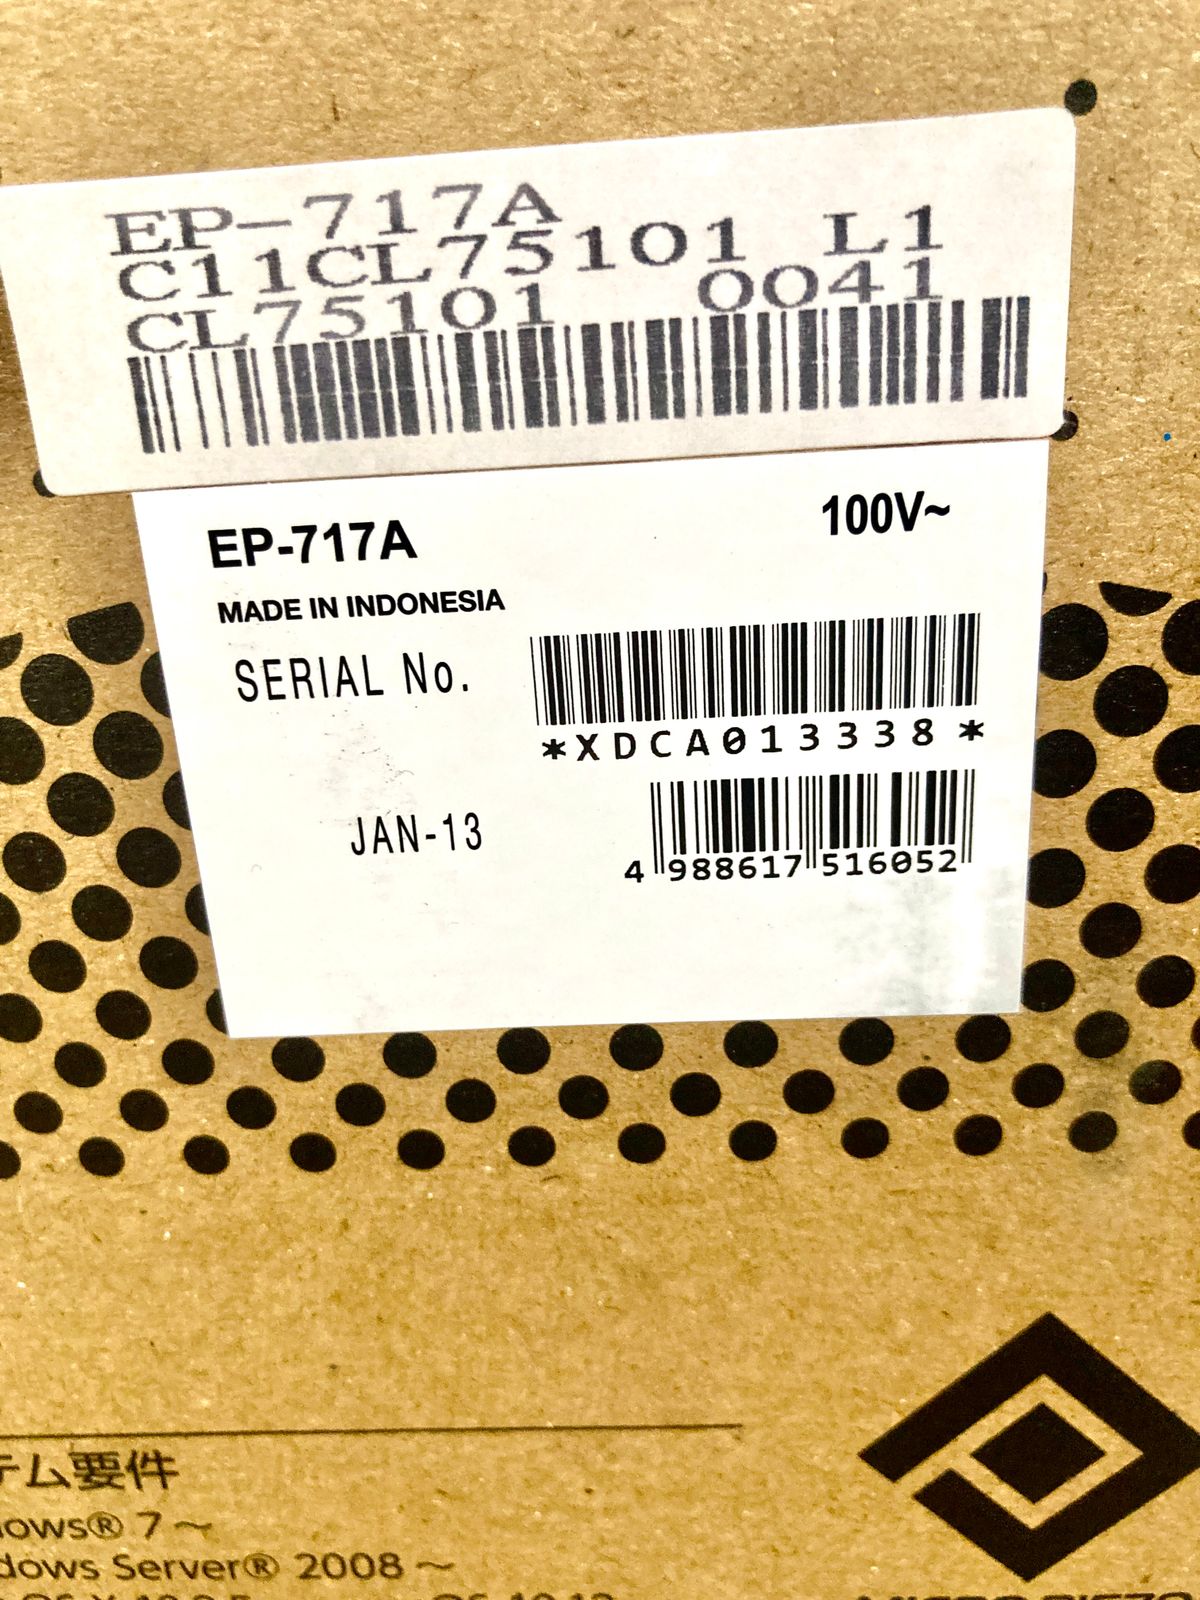 EP-717A
C11CL75101 L1
CL75101 0041
EP-717A 100V~
MADE IN INDONESIA
SERIAL No.
*XDCA013338*
JAN-13
4 988617 516052
テム要件
ows® 7～
dows Server® 2008～